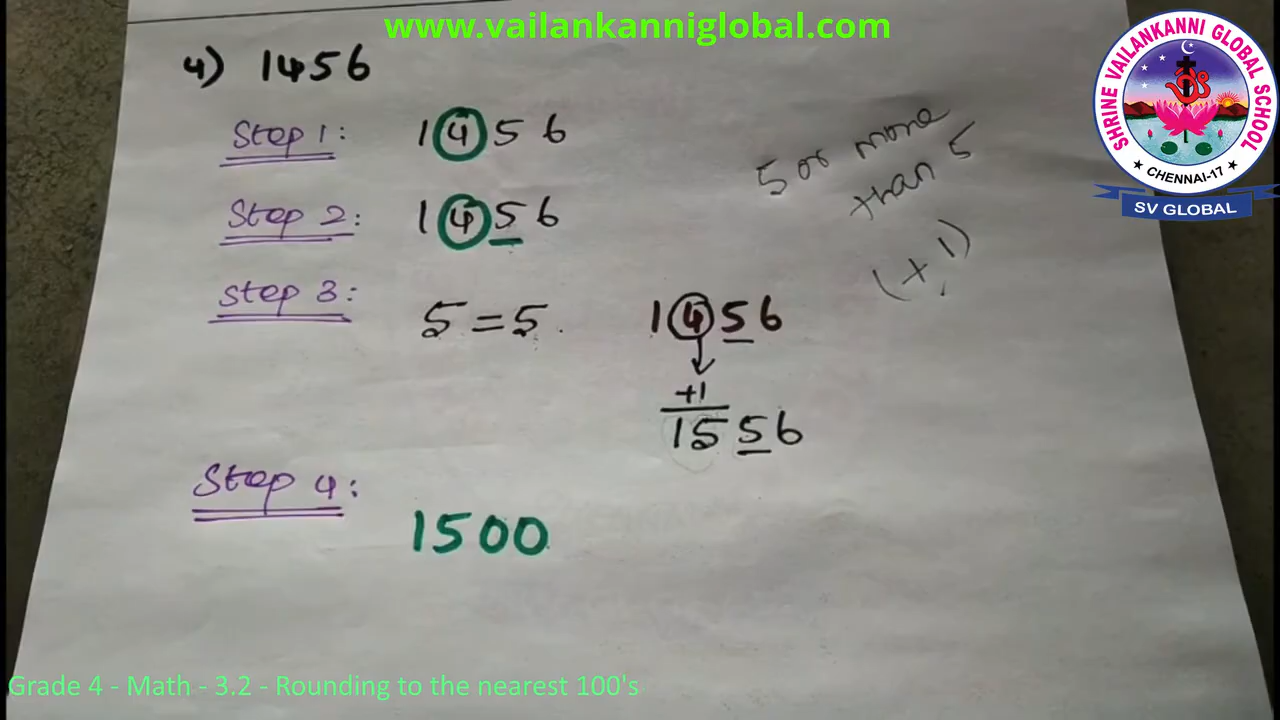 www.vailankanniglobal.com
SHRINE VAILANKANNI GLOBAL SCHOOL
CHENNAI-17
SV GLOBAL
4) 1456
Step 1: 1456
Step 2: 1456
Step 3: 5=5. 1456
+1
1556
5 or more
than 5
(+1)
Step 4:
1500
Grade 4 - Math - 3.2 - Rounding to the nearest 100's